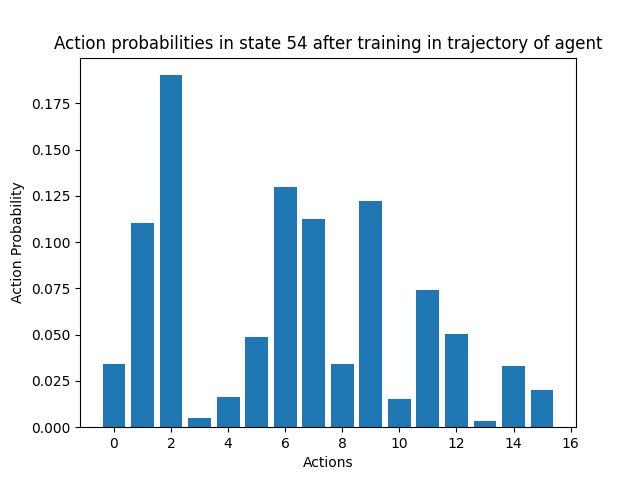 Action probabilities in state 54 after training in trajectory of agent
0.175
0.150
0.125
0.100
0.075
0.050
0.025
0.000
Action Probability
0 2 4 6 8 10 12 14 16
Actions